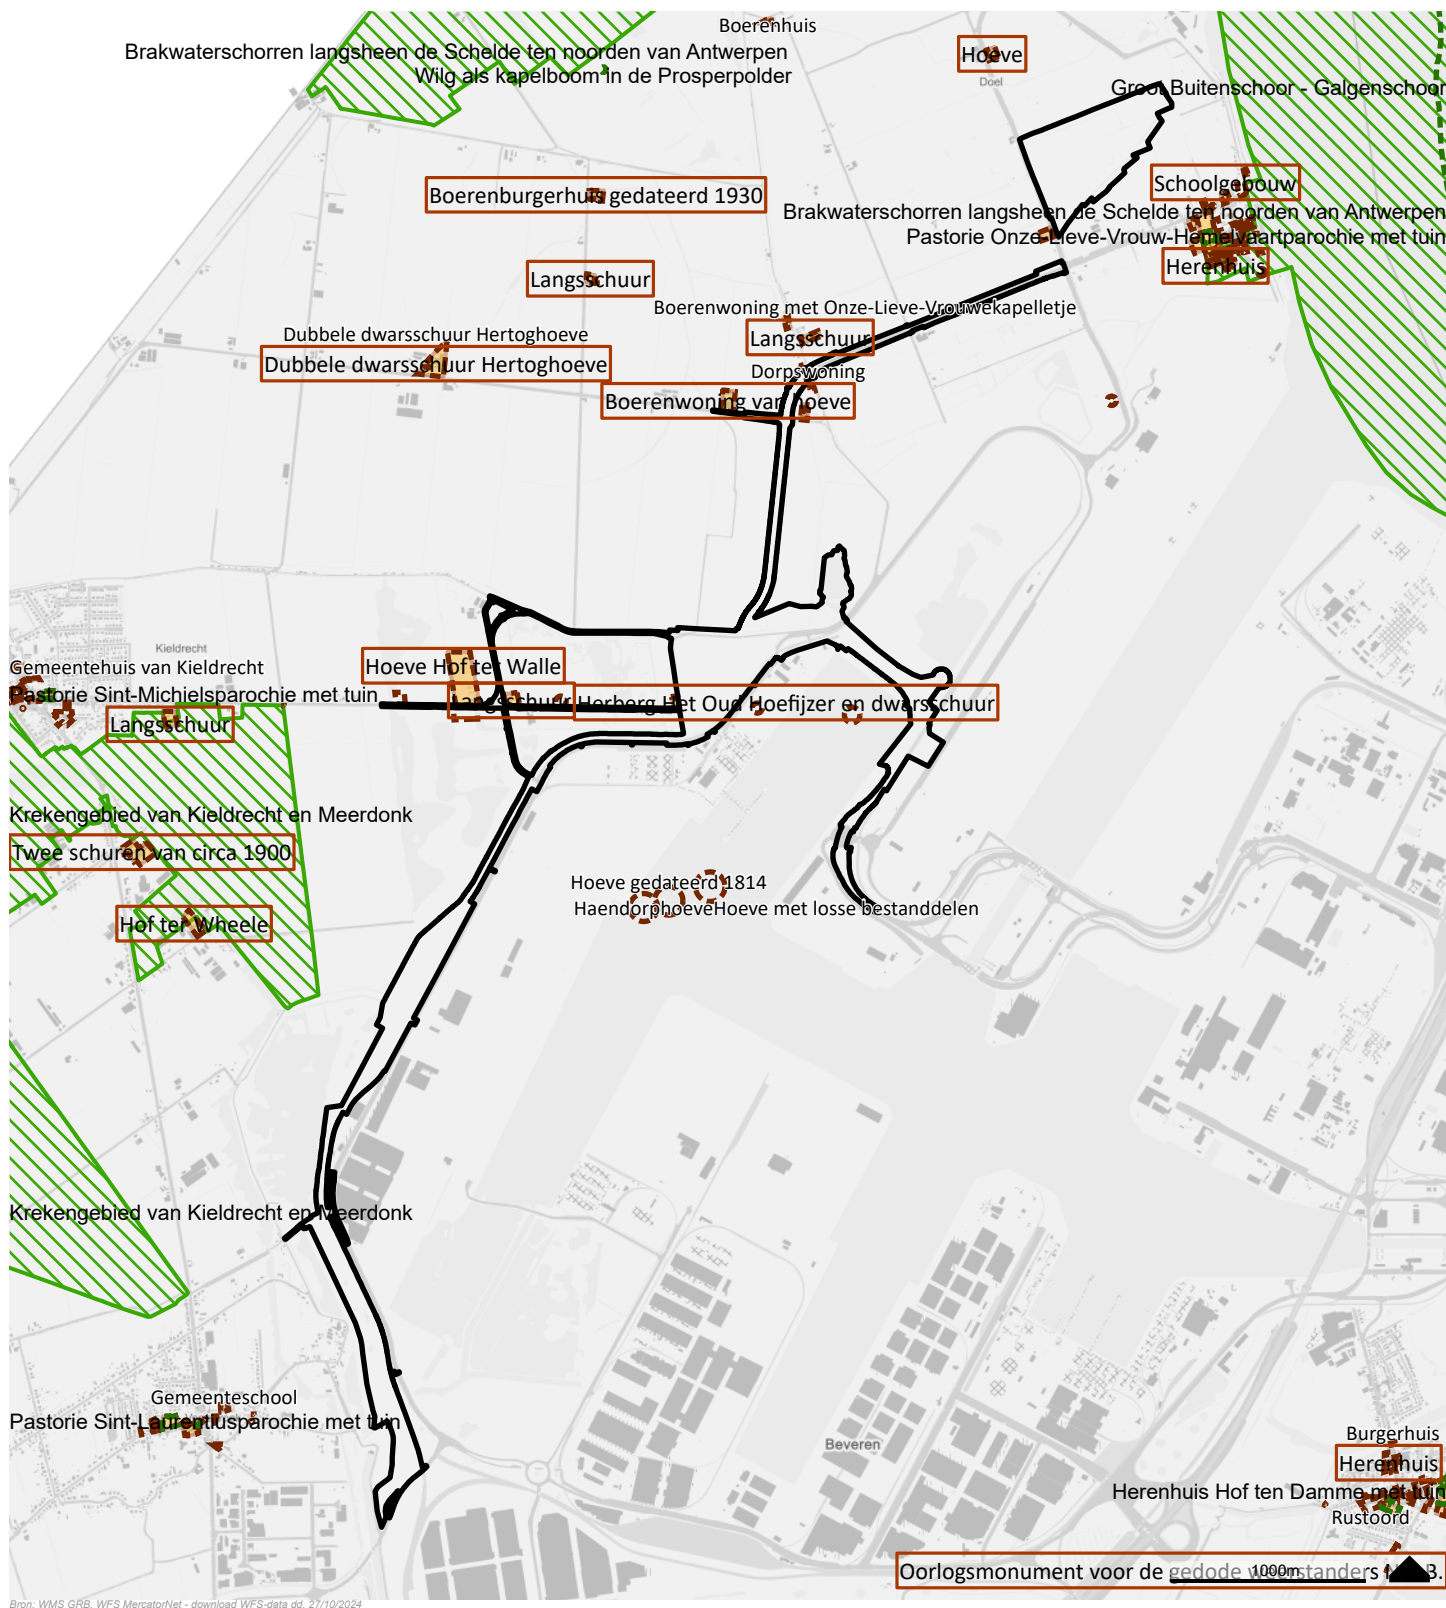 Boerenhuis
Brakwaterschorren langsheen de Schelde ten noorden van Antwerpen
Hoeve
Wilg als kapelboom in de Prosperpolder
Doel
Groot Buitenschoor - Galgenschoor
Schoolgebouw
Boerenburgerhuis gedateerd 1930
Brakwaterschorren langsheen de Schelde ten noorden van Antwerpen
Pastorie Onze-Lieve-Vrouw-Hemelvaartparochie met tuin
Herenhuis
Langsschuur
Boerenwoning met Onze-Lieve-Vrouwekapelletje
Dubbele dwarsschuur Hertoghoeve
Langsschuur
Dubbele dwarsschuur Hertoghoeve
Dorpswoning
Boerenwoning van hoeve
Kieldrecht
Gemeentehuis van Kieldrecht
Hoeve Hof ter Walle
Pastorie Sint-Michielsparochie met tuin
Langsschuur
Herberg Het Oud Hoefijzer en dwarsschuur
Langsschuur
Krekengebied van Kieldrecht en Meerdonk
Twee schuren van circa 1900
Hoeve gedateerd 1814
Haendorphoeve
Hoeve met losse bestanddelen
Hof ter Wheele
Krekengebied van Kieldrecht en Meerdonk
Gemeenteschool
Pastorie Sint-Laurentiusparochie met tuin
Beveren
Burgerhuis
Herenhuis
Herenhuis Hof ten Damme met tuin
Rustoord
Oorlogsmonument voor de gedode weerstanders
1000m
Bron: WMS GRB, WFS MercatorNet - download WFS-data dd. 27/10/2024